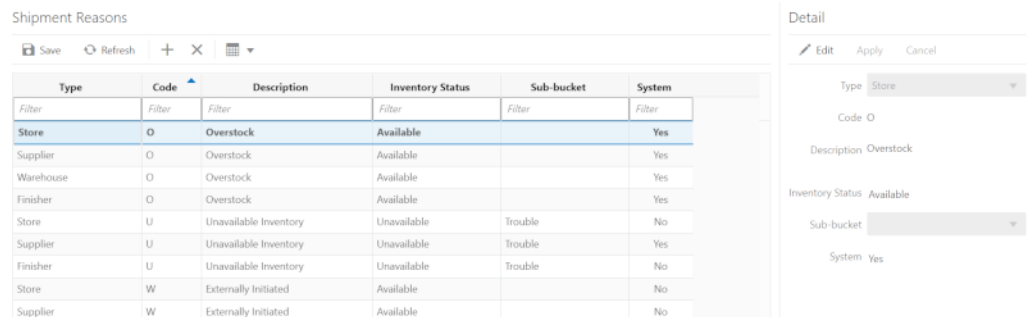 Shipment Reasons
Save Refresh
Type Code Description Inventory Status Sub-bucket System
Filter Filter Filter Filter Filter Filter
Store O Overstock Available Yes
Supplier O Overstock Available Yes
Warehouse O Overstock Available Yes
Finisher O Overstock Available Yes
Store U Unavailable Inventory Unavailable Trouble No
Supplier U Unavailable Inventory Unavailable Trouble Yes
Finisher U Unavailable Inventory Unavailable Trouble No
Store W Externally Initiated Available No
Supplier W Externally Initiated Available No
Detail
Edit Apply Cancel
Type Store
Code O
Description Overstock
Inventory Status Available
Sub-bucket
System Yes